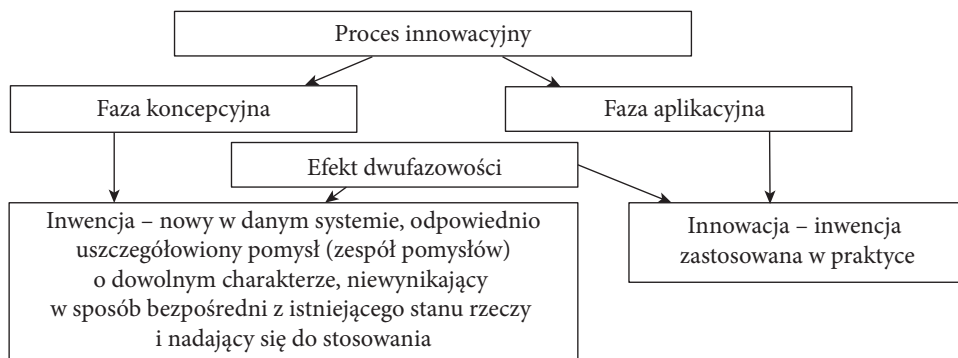 Proces innowacyjny
Faza koncepcyjna
Faza aplikacyjna
Efekt dwufazowości
Inwencja – nowy w danym systemie, odpowiednio
uszczegółowiony pomysł (zespół pomysłów)
o dowolnym charakterze, niewynikający
w sposób bezpośredni z istniejącego stanu rzeczy
i nadający się do stosowania
Innowacja – inwencja
zastosowana w praktyce